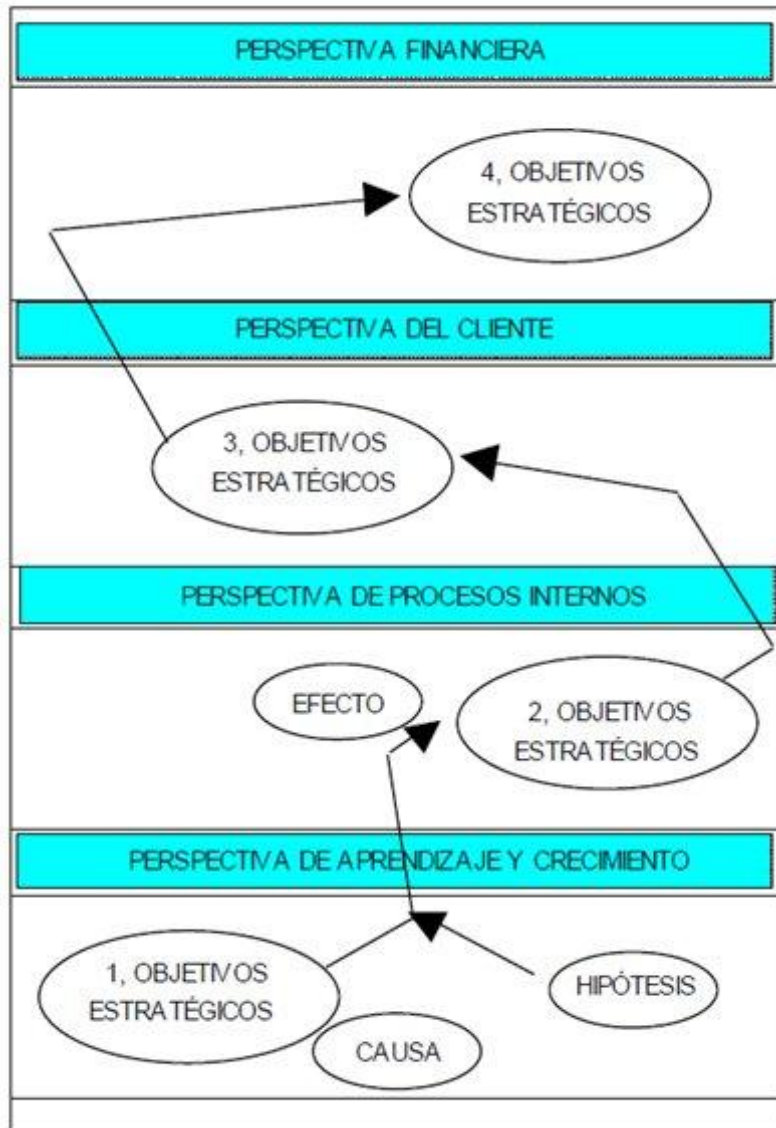 PERSPECTIVA FINANCIERA
4, OBJETIVOS
ESTRATÉGICOS
PERSPECTIVA DEL CLIENTE
3, OBJETIVOS
ESTRATÉGICOS
PERSPECTIVA DE PROCESOS INTERNOS
EFECTO
2, OBJETIVOS
ESTRATÉGICOS
PERSPECTIVA DE APRENDIZAJE Y CRECIMIENTO
1, OBJETIVOS
ESTRATÉGICOS
HIPÓTESIS
CAUSA